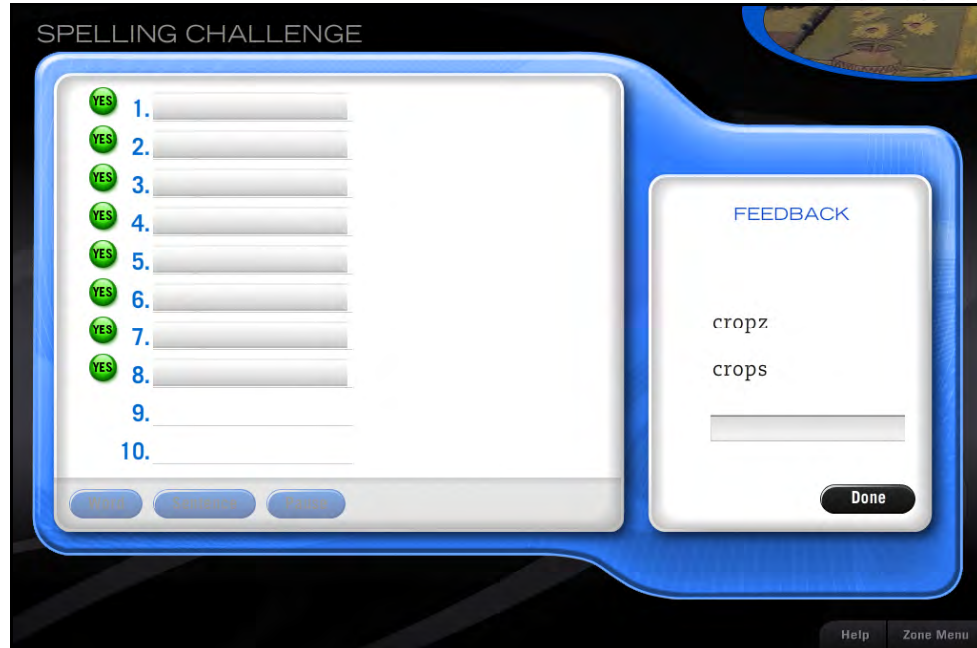 SPELLING CHALLENGE
YES 1.
YES 2.
YES 3.
YES 4.
YES 5.
YES 6.
YES 7.
YES 8.
9.
10.
FEEDBACK
cropz
crops
Done
Help Zone Menu